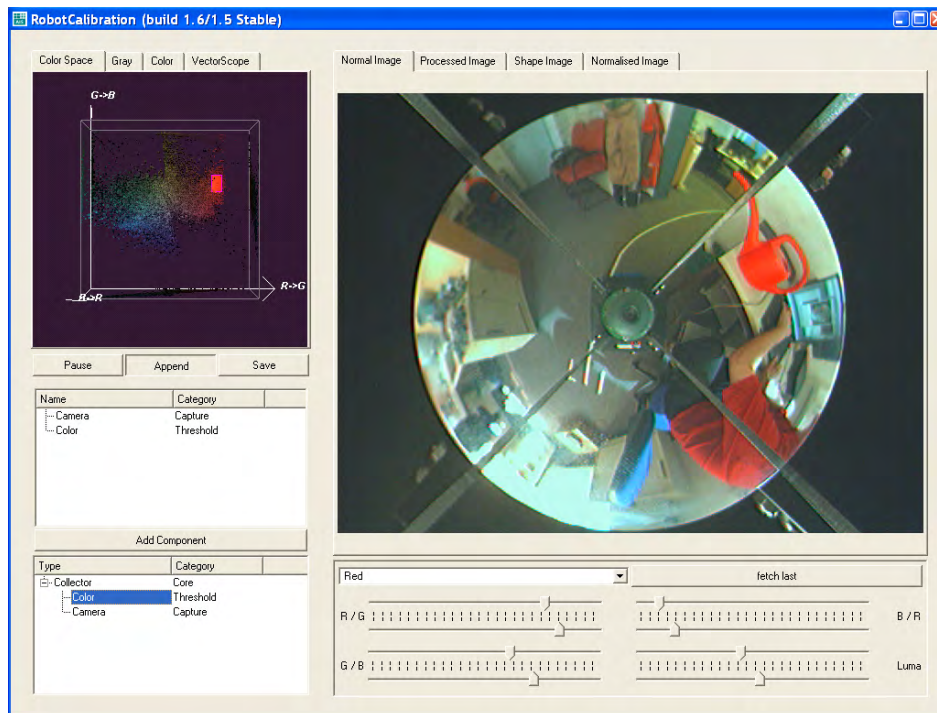 RobotCalibration (build 1.6/1.5 Stable)
Color Space Gray Color VectorScope
Normal Image Processed Image Shape Image Normalised Image
G->B
R->G
B->R
Pause Append Save
Name Category
Camera Capture
Color Threshold
Add Component
Type Category
Collector Core
Color Threshold
Camera Capture
Red
fetch last
R / G
B / R
G / B
Luma